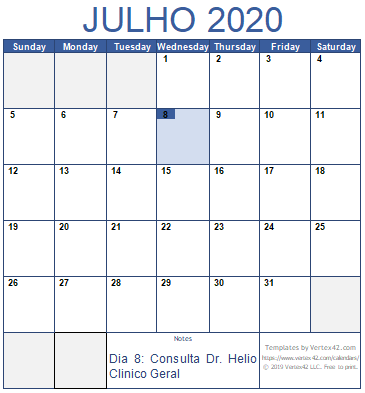 JULHO 2020
Sunday Monday Tuesday Wednesday Thursday Friday Saturday
1 2 3 4
5 6 7 8 9 10 11
12 13 14 15 16 17 18
19 20 21 22 23 24 25
26 27 28 29 30 31
Notes
Dia 8: Consulta Dr. Helio
Clinico Geral
Templates by Vertex42.com
https://www.vertex42.com/calendars/
© 2019 Vertex42 LLC. Free to print.